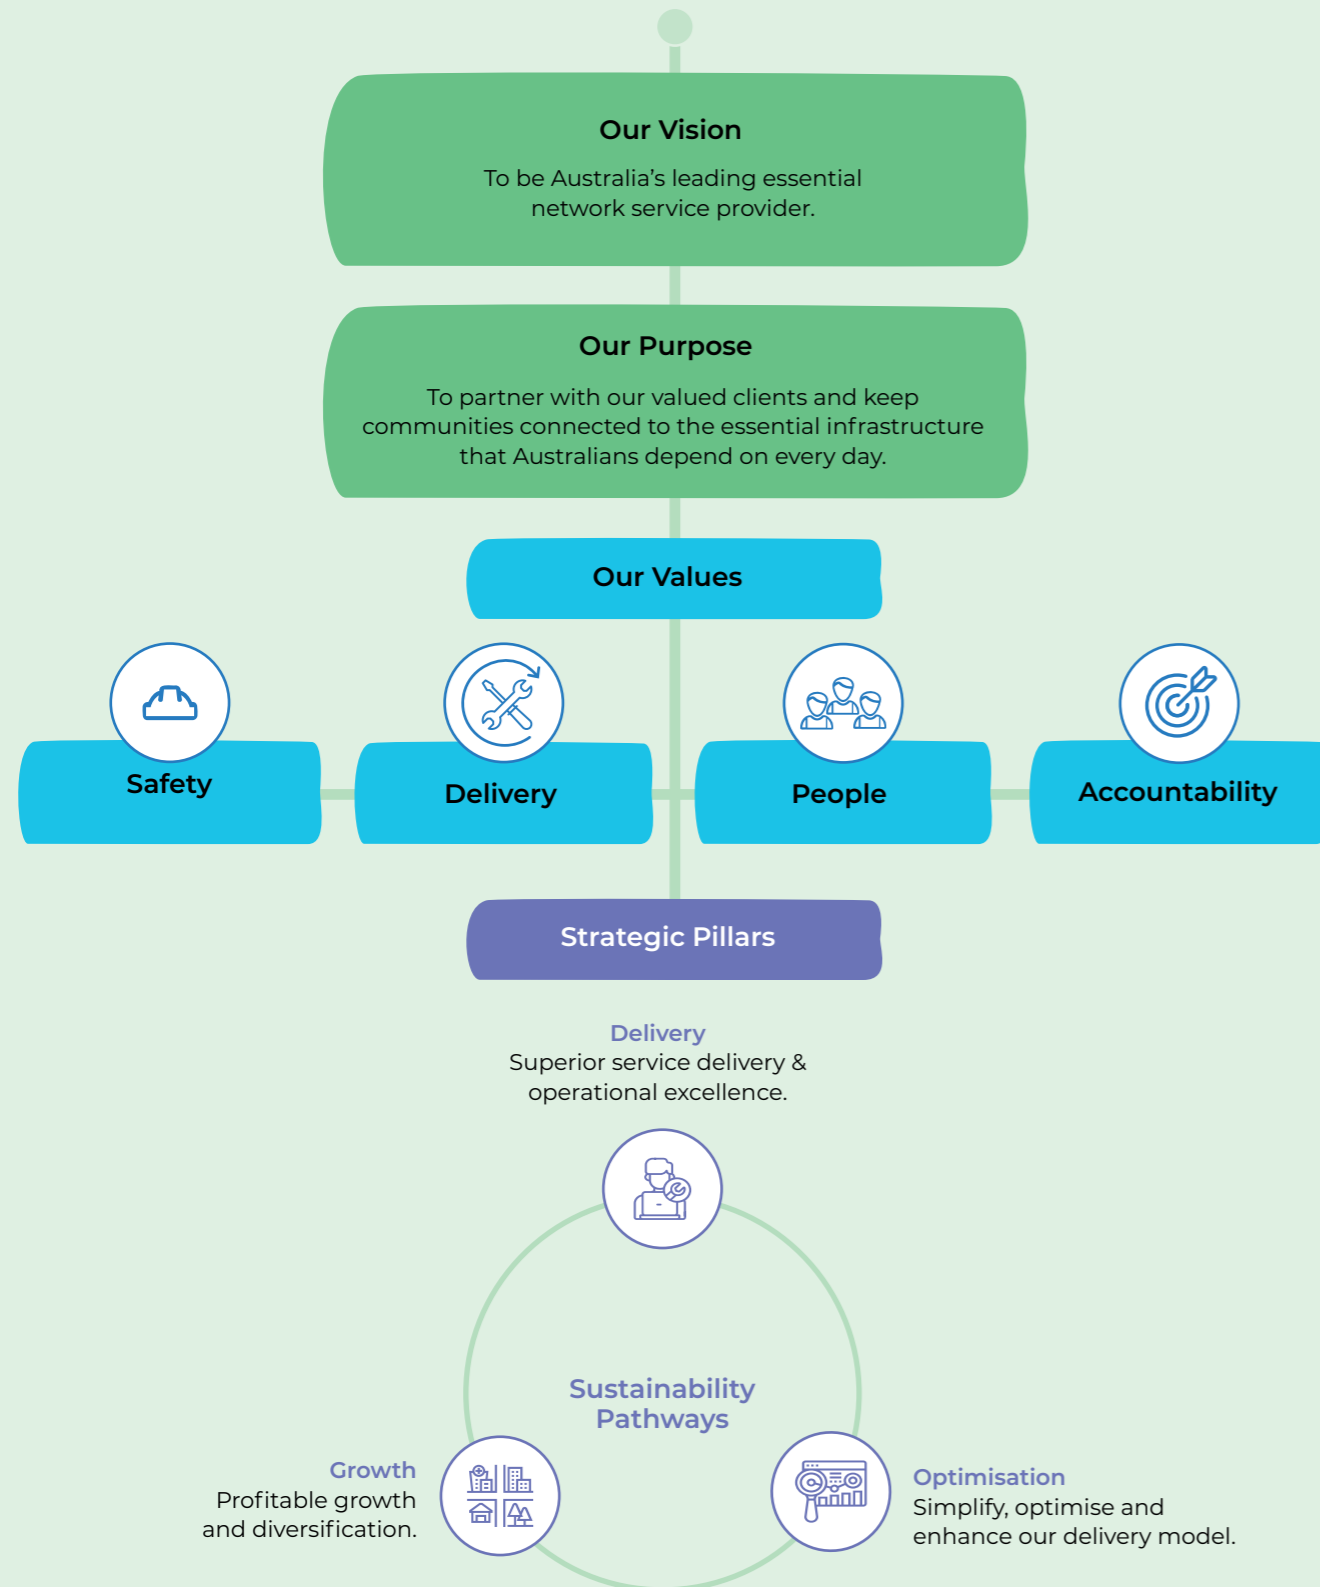 Our Vision
To be Australia’s leading essential
network service provider.
Our Purpose
To partner with our valued clients and keep
communities connected to the essential infrastructure
that Australians depend on every day.
Our Values
Safety
Delivery
People
Accountability
Strategic Pillars
Delivery
Superior service delivery &
operational excellence.
Sustainability
Pathways
Growth
Profitable growth
and diversification.
Optimisation
Simplify, optimise and
enhance our delivery model.